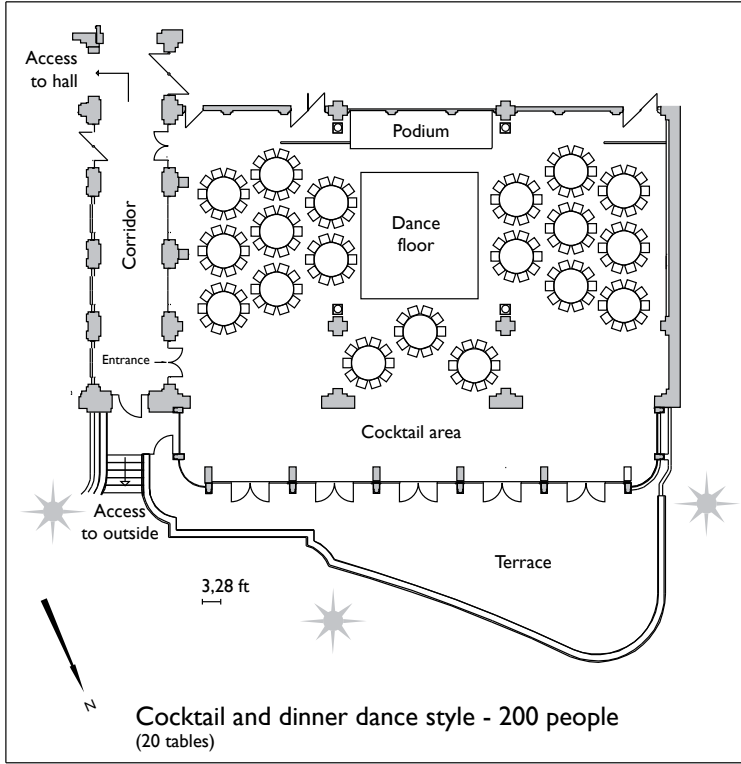 Access
to hall
Podium
Corridor
Dance
floor
Entrance
Cocktail area
Access
to outside
Terrace
3,28 ft
N
Cocktail and dinner dance style - 200 people
(20 tables)